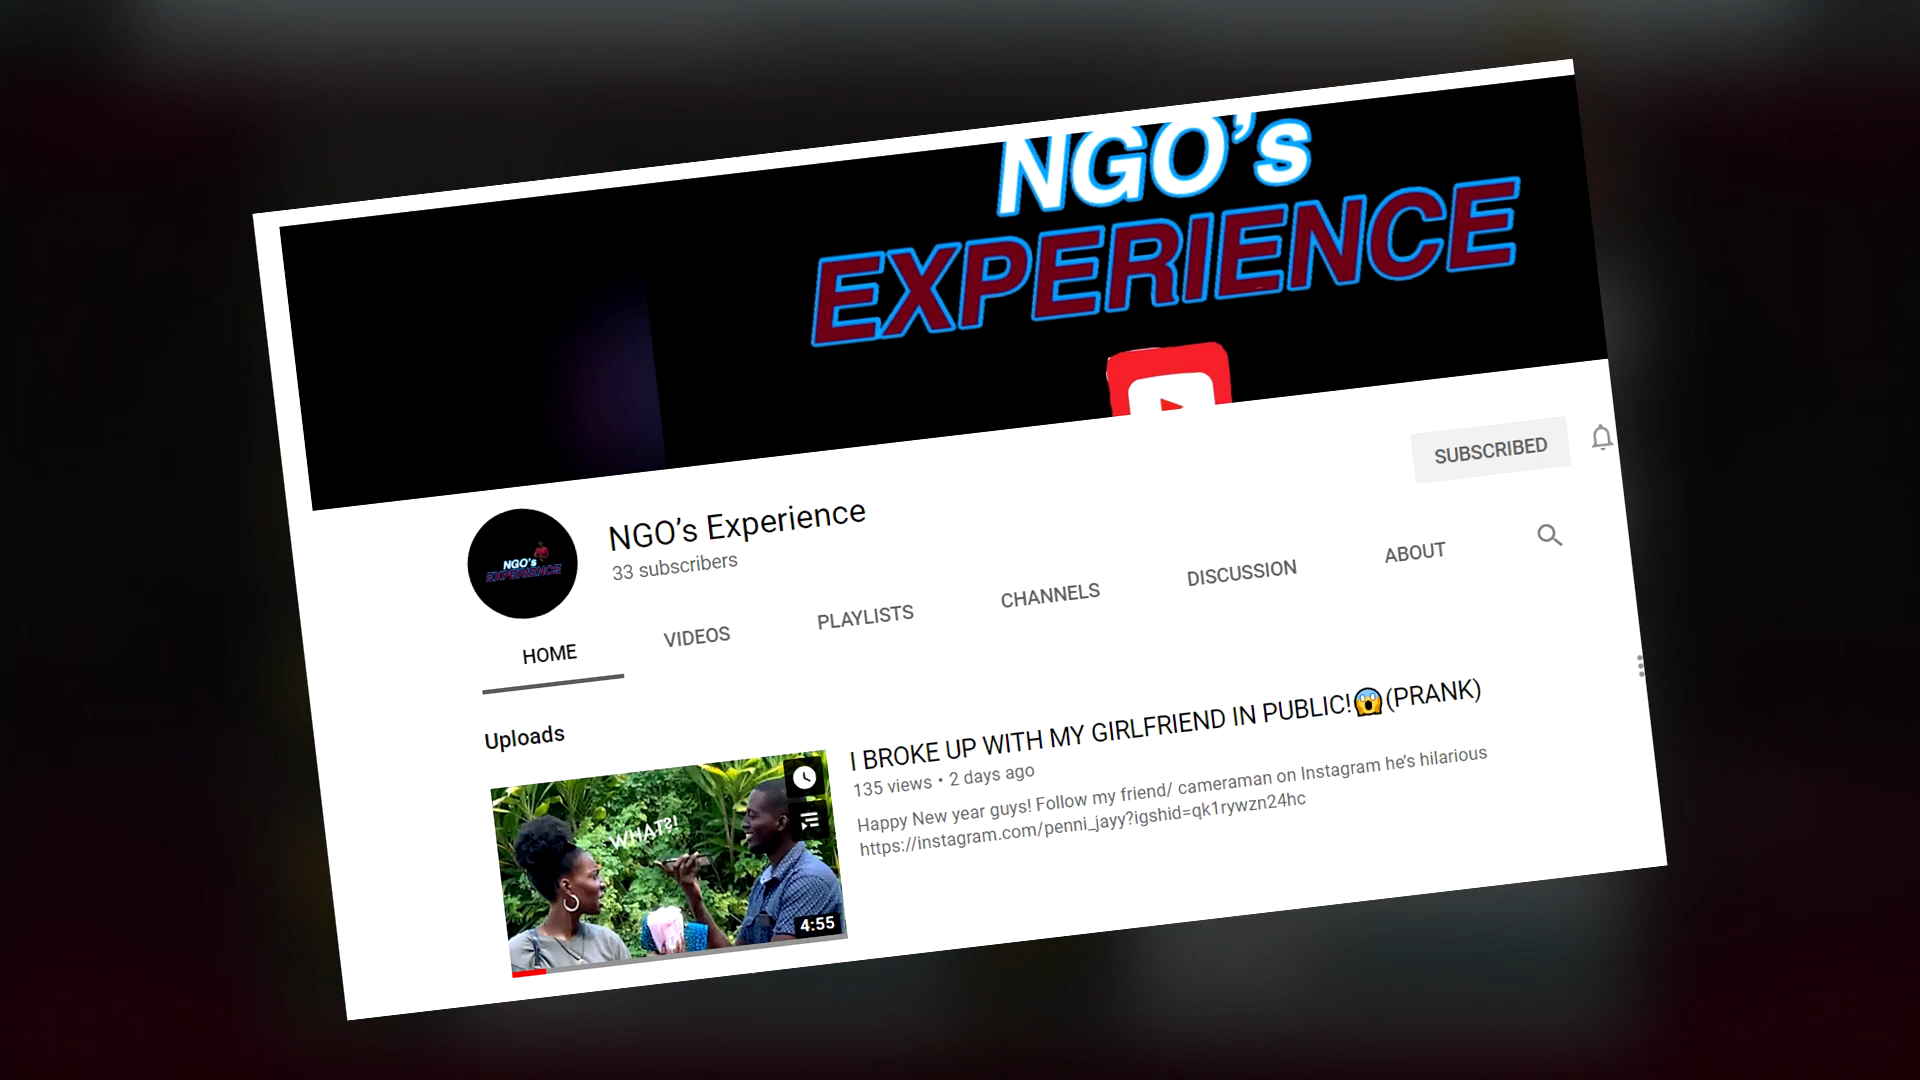 NGO's
EXPERIENCE
SUBSCRIBED
NGO's
EXPERIENCE
NGO's Experience
33 subscribers
HOME
VIDEOS
PLAYLISTS
CHANNELS
DISCUSSION
ABOUT
Uploads
WHATS!
4:55
I BROKE UP WITH MY GIRLFRIEND IN PUBLIC!😱(PRANK)
135 views • 2 days ago
Happy New year guys! Follow my friend/ cameraman on Instagram he's hilarious
https://instagram.com/penni_jayy?igshid=qk1rywzn24hc